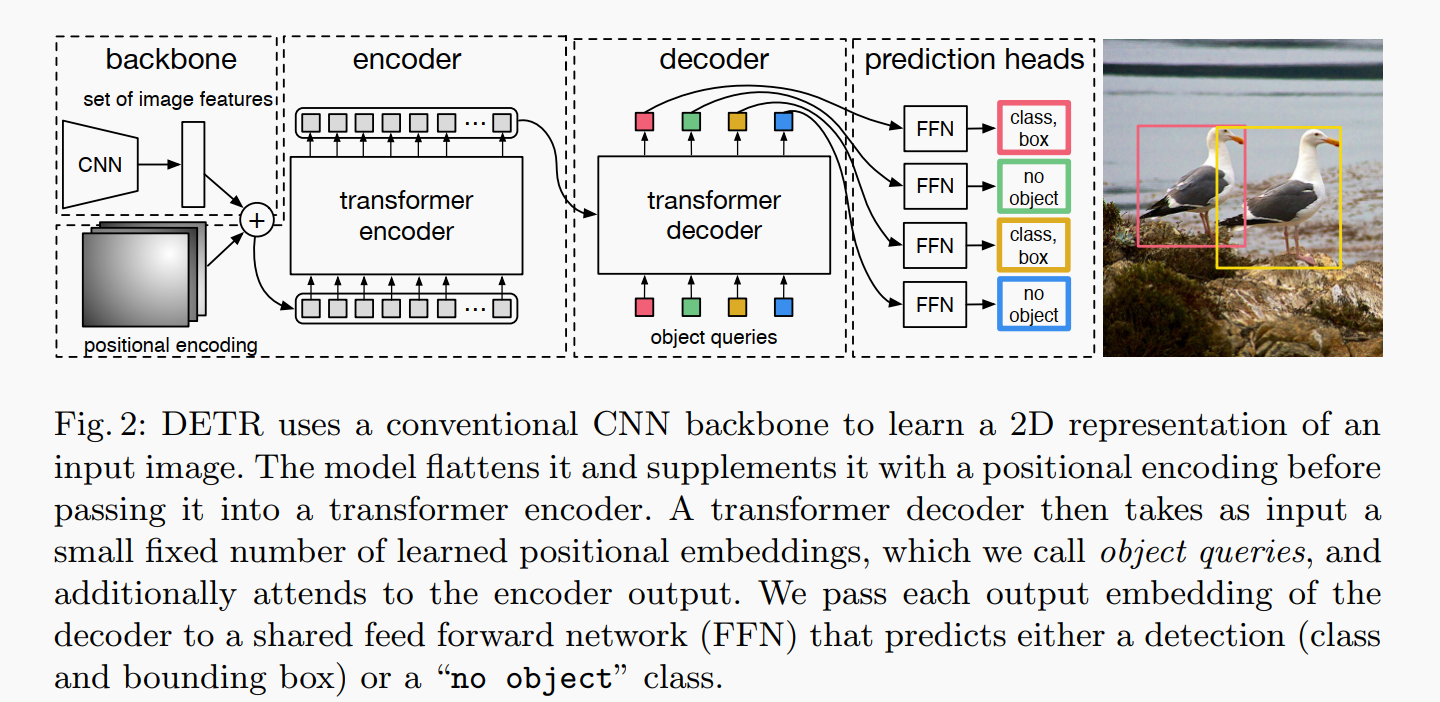 backbone
set of image features
CNN
+
positional encoding
encoder
...
transformer
encoder
...
decoder
transformer
decoder
object queries
prediction heads
FFN
class,
box
FFN
no
object
FFN
class,
box
FFN
no
object
Fig. 2: DETR uses a conventional CNN backbone to learn a 2D representation of an
input image. The model flattens it and supplements it with a positional encoding before
passing it into a transformer encoder. A transformer decoder then takes as input a
small fixed number of learned positional embeddings, which we call object queries, and
additionally attends to the encoder output. We pass each output embedding of the
decoder to a shared feed forward network (FFN) that predicts either a detection (class
and bounding box) or a “no object” class.